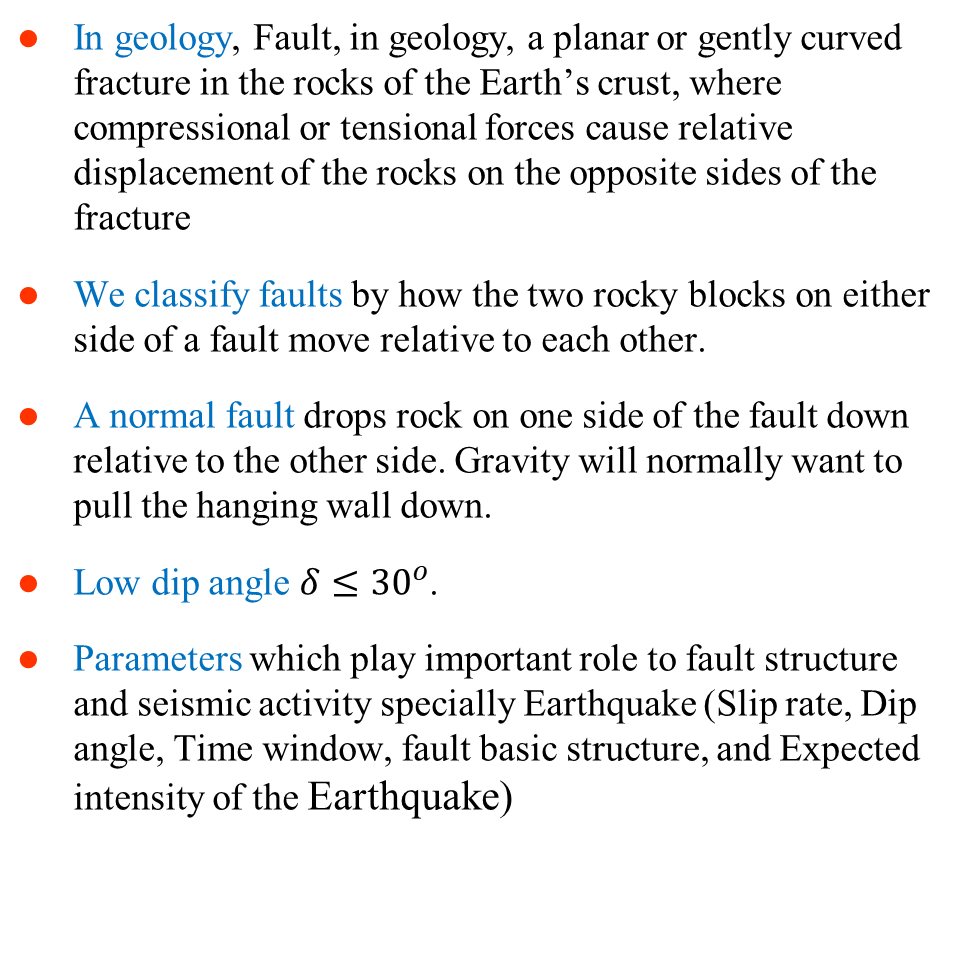 ● In geology, Fault, in geology, a planar or gently curved
fracture in the rocks of the Earth’s crust, where
compressional or tensional forces cause relative
displacement of the rocks on the opposite sides of the
fracture
● We classify faults by how the two rocky blocks on either
side of a fault move relative to each other.
● A normal fault drops rock on one side of the fault down
relative to the other side. Gravity will normally want to
pull the hanging wall down.
● Low dip angle δ ≤ 30ᵒ.
● Parameters which play important role to fault structure
and seismic activity specially Earthquake (Slip rate, Dip
angle, Time window, fault basic structure, and Expected
intensity of the Earthquake)